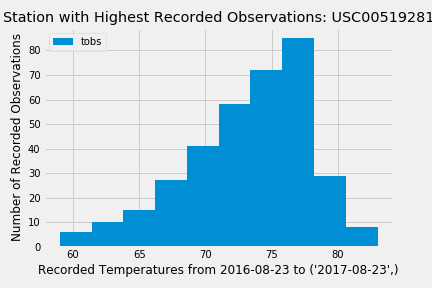 Station with Highest Recorded Observations: USC00519281
tobs
Number of Recorded Observations
80
70
60
50
40
30
20
10
0
60 65 70 75 80
Recorded Temperatures from 2016-08-23 to ('2017-08-23',)